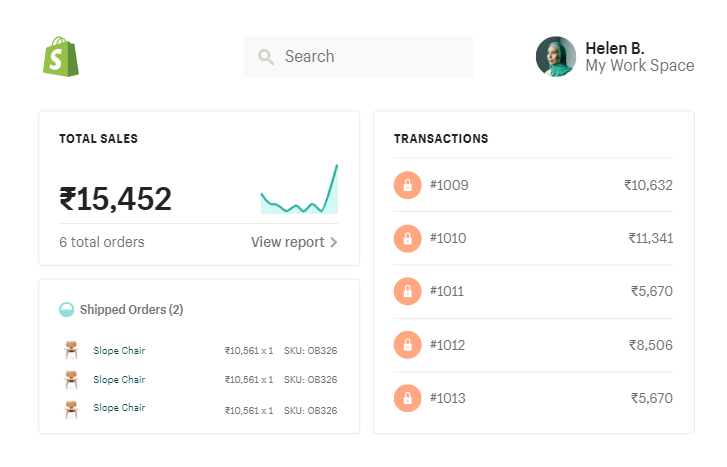 S
Search
Helen B.
My Work Space
TOTAL SALES
₹15,452
6 total orders
View report
Shipped Orders (2)
Slope Chair ₹10,561 x 1 SKU: OB326
Slope Chair ₹10,561 x 1 SKU: OB326
Slope Chair ₹10,561 x 1 SKU: OB326
TRANSACTIONS
#1009 ₹10,632
#1010 ₹11,341
#1011 ₹5,670
#1012 ₹8,506
#1013 ₹5,670